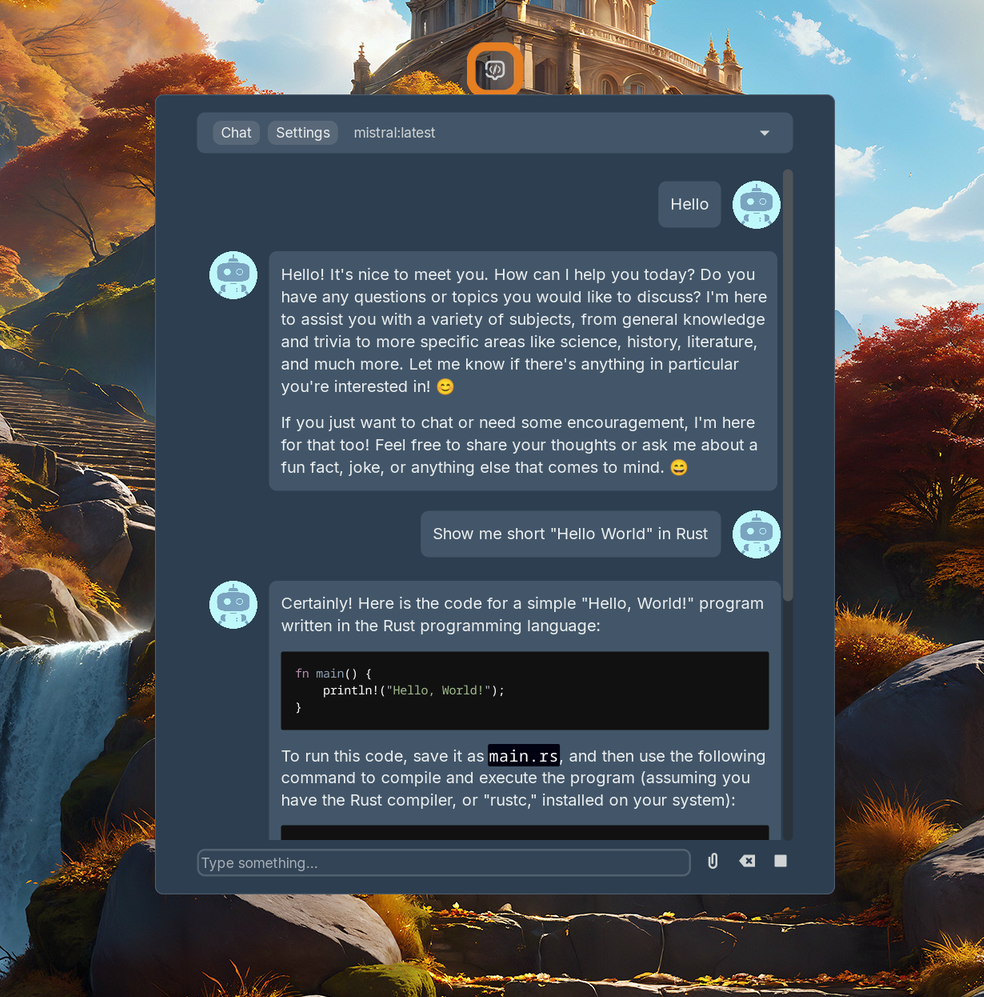 Chat Settings mistral:latest
Hello
Hello! It's nice to meet you. How can I help you today? Do you
have any questions or topics you would like to discuss? I'm here
to assist you with a variety of subjects, from general knowledge
and trivia to more specific areas like science, history, literature,
and much more. Let me know if there's anything in particular
you're interested in! 😊
If you just want to chat or need some encouragement, I'm here
for that too! Feel free to share your thoughts or ask me about a
fun fact, joke, or anything else that comes to mind. 😄
Show me short "Hello World" in Rust
Certainly! Here is the code for a simple "Hello, World!" program
written in the Rust programming language:
fn main() {
    println!("Hello, World!");
}
To run this code, save it as main.rs, and then use the following
command to compile and execute the program (assuming you
have the Rust compiler, or "rustc," installed on your system):
Type something...